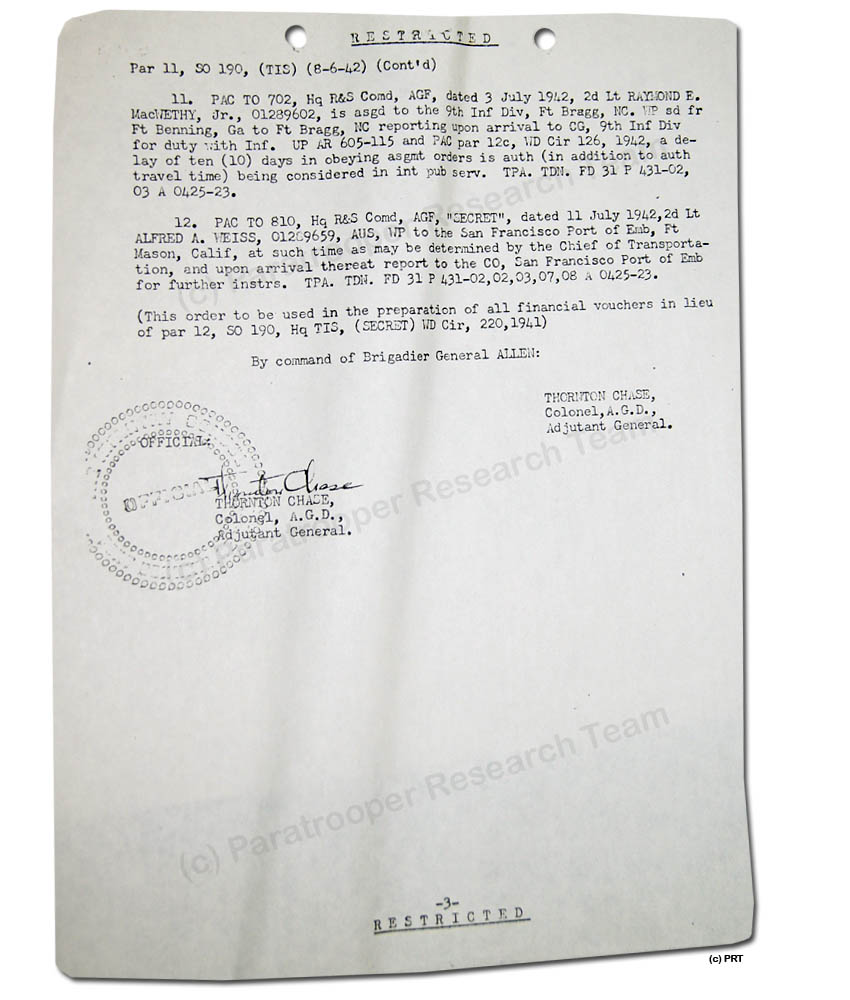 RESTRICTED
Par 11, SO 190, (TIS) (8-6-42) (Cont'd)
11. PAC TO 702, Hq R&S Comd, AGF, dated 3 July 1942, 2d Lt RAYMOND E.
MacWETHY, Jr., 01289602, is asgd to the 9th Inf Div, Ft Bragg, NC. WP sd fr
Ft Benning, Ga to Ft Bragg, NC reporting upon arrival to CG, 9th Inf Div
for duty with Inf. UP AR 605-115 and PAC par 12c, WD Cir 126, 1942, a de-
lay of ten (10) days in obeying asgmt orders is auth (in addition to auth
travel time) being considered in int pub serv. TPA. TDN. FD 31 P 431-02,
03 A 0425-23.
12. PAC TO 810, Hq R&S Comd, AGF, "SECRET", dated 11 July 1942,2d Lt
ALFRED A. WEISS, 01289659, AUS, WP to the San Francisco Port of Emb, Ft
Mason, Calif, at such time as may be determined by the Chief of Transporta-
tion, and upon arrival thereat report to the CO, San Francisco Port of Emb
for further instrs. TPA. TDN. FD 31 P 431-02,02,03,07,08 A 0425-23.
(This order to be used in the preparation of all financial vouchers in lieu
of par 12, SO 190, Hq TIS, (SECRET) WD Cir, 220,1941)
By command of Brigadier General ALLEN:
THORNTON CHASE,
Colonel,A.G.D.,
Adjutant General.
OFFICIAL:
OFFICIAL
Thornton Chase
THORNTON CHASE,
Colonel, A.G.D.,
Adjutant General.
(c) Paratrooper Research Team
(c) Paratrooper Research Team
(c) Paratrooper Research Team
-3-
RESTRICTED
(c) PRT